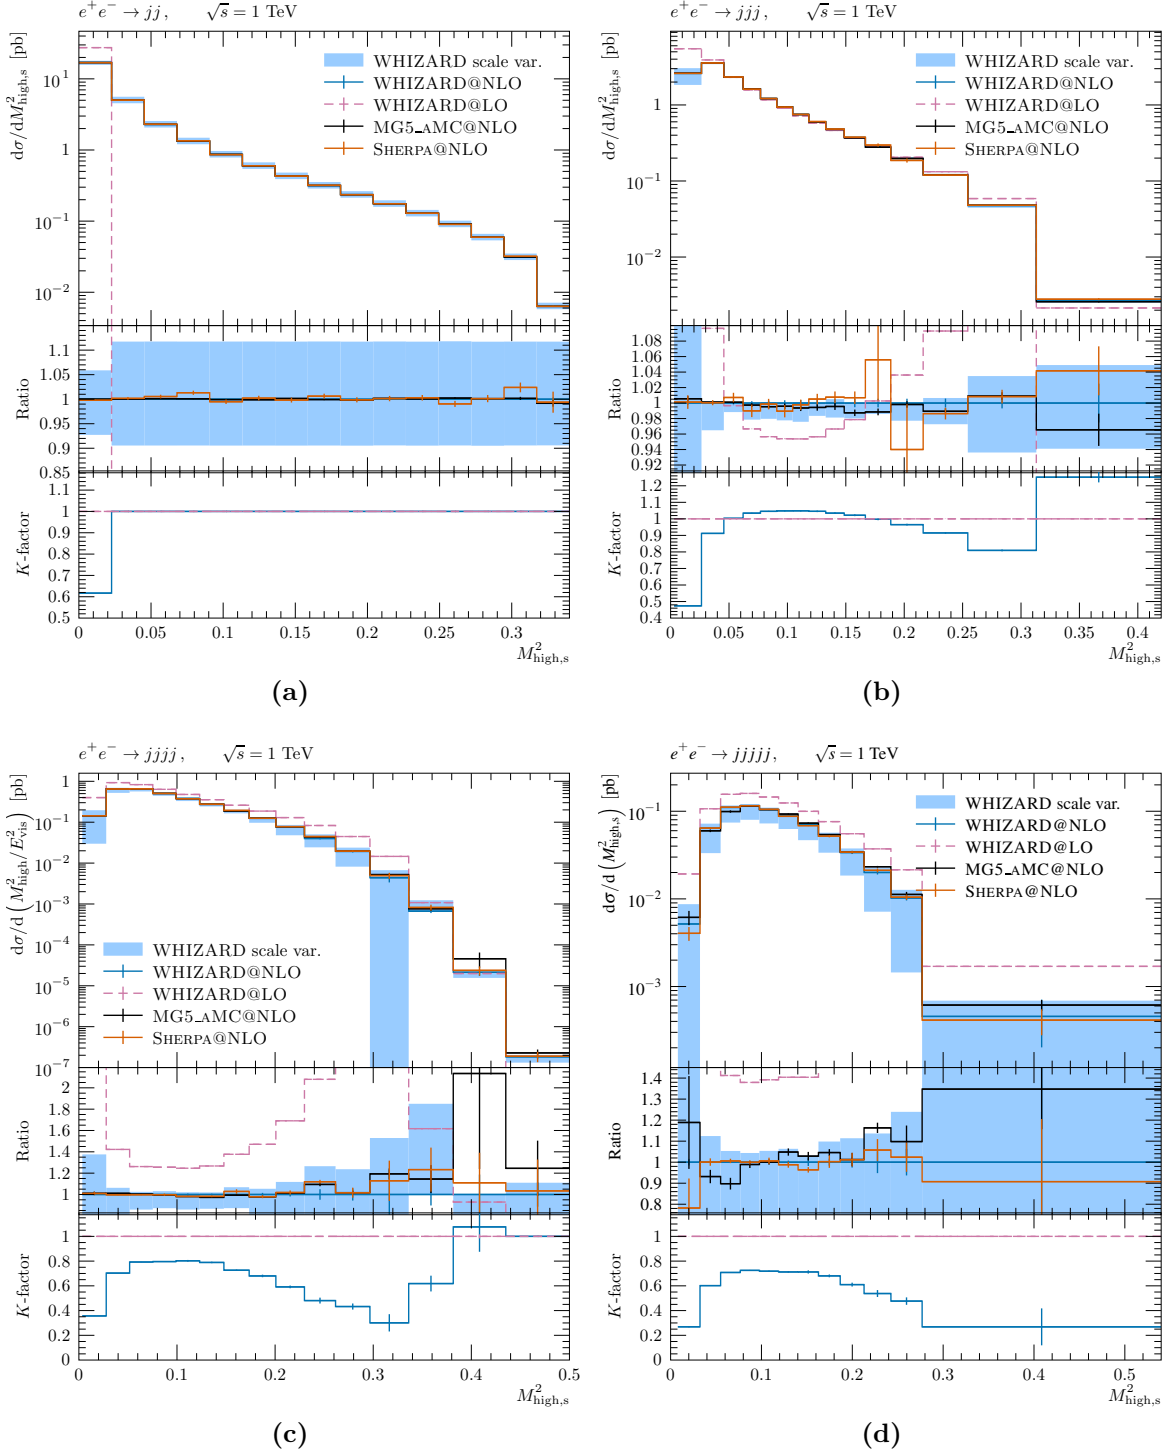 e⁺e⁻ → jj ,   √s = 1 TeV
dσ/dM²high,s [pb]
10¹
1
10⁻¹
10⁻²
WHIZARD scale var.
WHIZARD@NLO
WHIZARD@LO
MG5_AMC@NLO
SHERPA@NLO
Ratio
1.1
1.05
1
0.95
0.9
0.85
K-factor
1.1
1
0.9
0.8
0.7
0.6
0.5
0 0.05 0.1 0.15 0.2 0.25 0.3
M²high,s
(a)
e⁺e⁻ → jjj ,   √s = 1 TeV
dσ/dM²high,s [pb]
1
10⁻¹
10⁻²
WHIZARD scale var.
WHIZARD@NLO
WHIZARD@LO
MG5_AMC@NLO
SHERPA@NLO
Ratio
1.08
1.06
1.04
1.02
1.00
0.98
0.96
0.94
0.92
K-factor
1.2
1.1
1
0.9
0.8
0.7
0.6
0.5
0.4
0 0.05 0.1 0.15 0.2 0.25 0.3 0.35 0.4
M²high,s
(b)
e⁺e⁻ → jjjj ,   √s = 1 TeV
dσ/d (M²high/E²vis) [pb]
1
10⁻¹
10⁻²
10⁻³
10⁻⁴
10⁻⁵
10⁻⁶
10⁻⁷
WHIZARD scale var.
WHIZARD@NLO
WHIZARD@LO
MG5_AMC@NLO
SHERPA@NLO
Ratio
2
1.8
1.6
1.4
1.2
1
K-factor
1
0.8
0.6
0.4
0.2
0
0 0.1 0.2 0.3 0.4 0.5
M²high,s
(c)
e⁺e⁻ → jjjjj ,   √s = 1 TeV
dσ/d (M²high,s) [pb]
10⁻¹
10⁻²
10⁻³
WHIZARD scale var.
WHIZARD@NLO
WHIZARD@LO
MG5_AMC@NLO
SHERPA@NLO
Ratio
1.4
1.3
1.2
1.1
1
0.9
0.8
K-factor
1
0.8
0.6
0.4
0.2
0
0 0.1 0.2 0.3 0.4 0.5
M²high,s
(d)